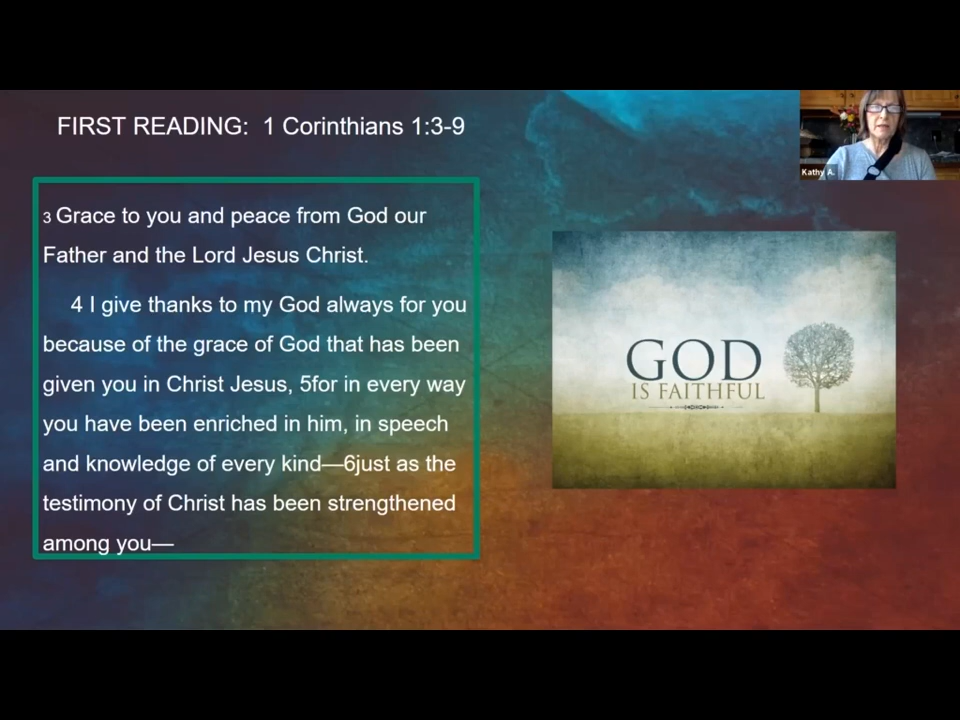 FIRST READING:  1 Corinthians 1:3-9
Kathy A.
3 Grace to you and peace from God our
Father and the Lord Jesus Christ.
4 I give thanks to my God always for you
because of the grace of God that has been
given you in Christ Jesus, 5for in every way
you have been enriched in him, in speech
and knowledge of every kind—6just as the
testimony of Christ has been strengthened
among you—
GOD
IS FAITHFUL